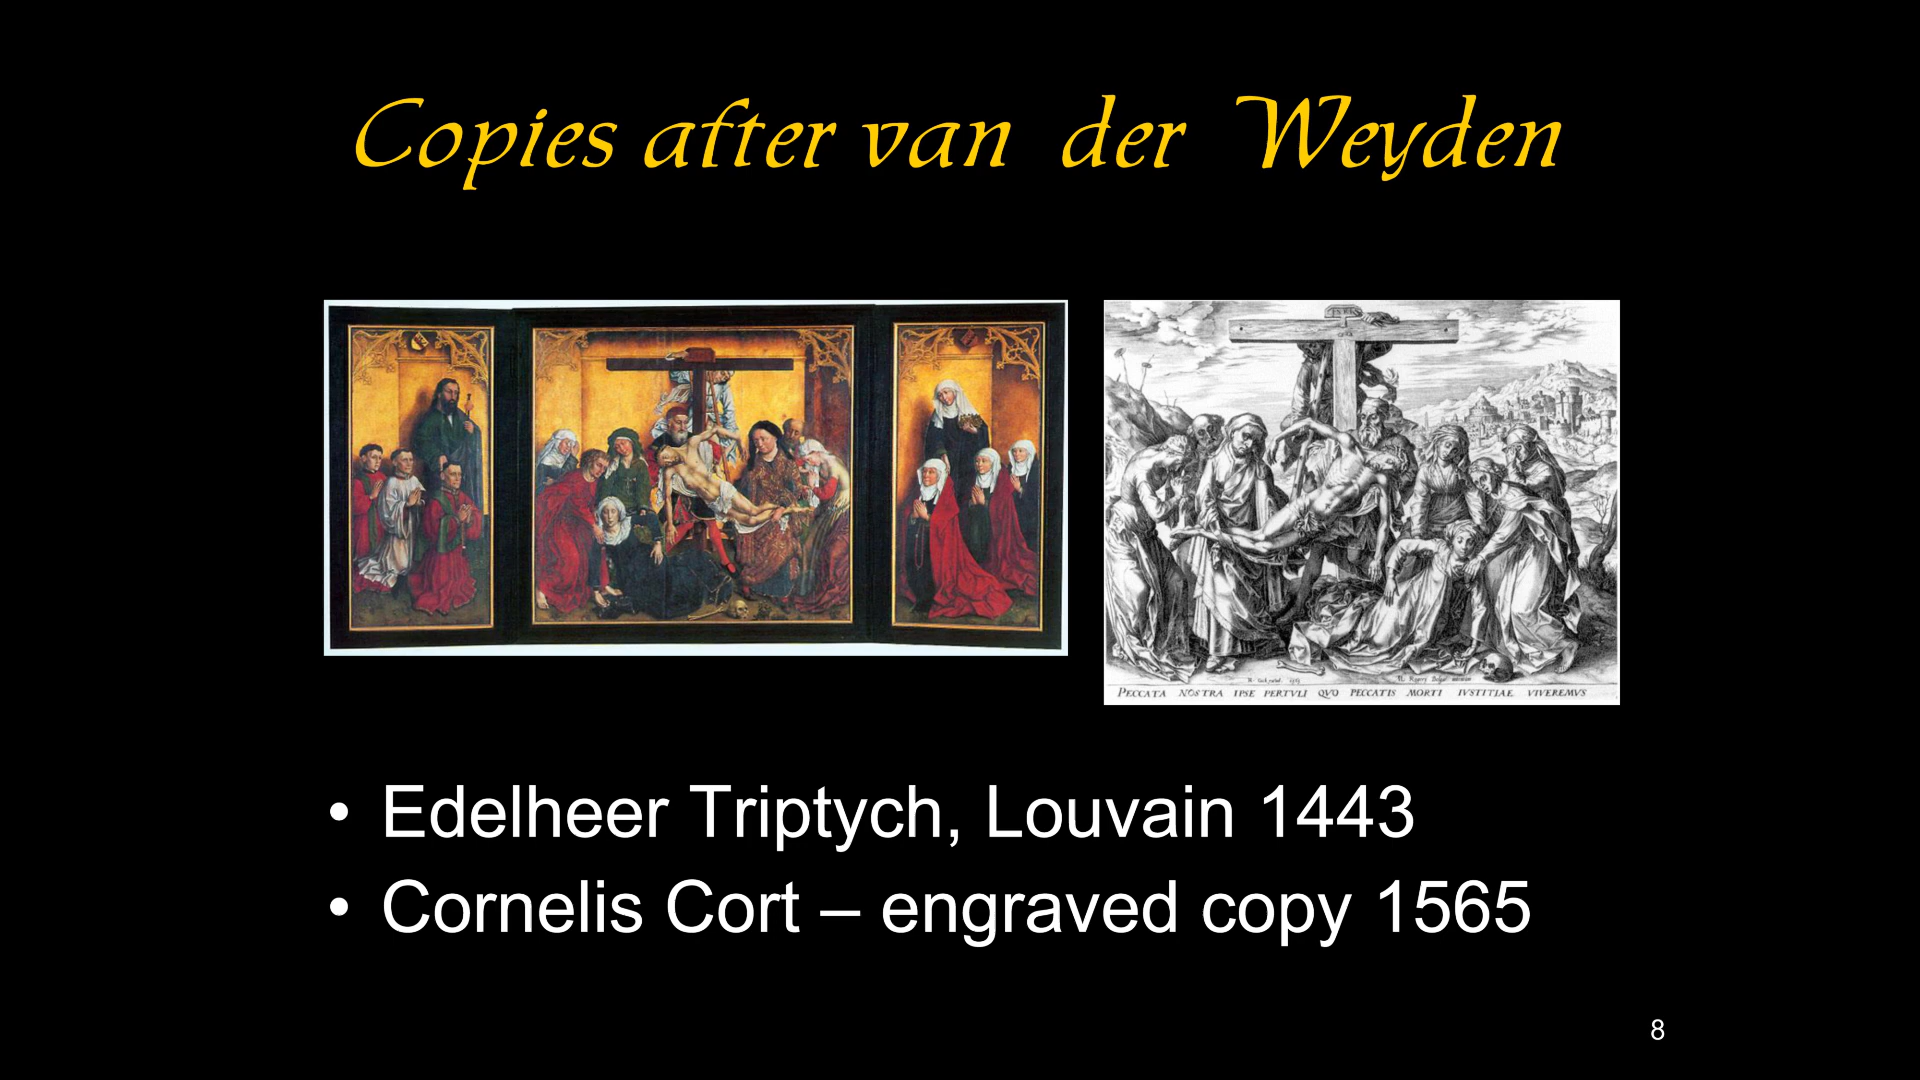 Copies after van der Weyden
PECCATA NOSTRA IPSE PERTVLI QVO PECCATIS MORTI IVSTITIAE VIVEREMVS
• Edelheer Triptych, Louvain 1443
• Cornelis Cort – engraved copy 1565
8